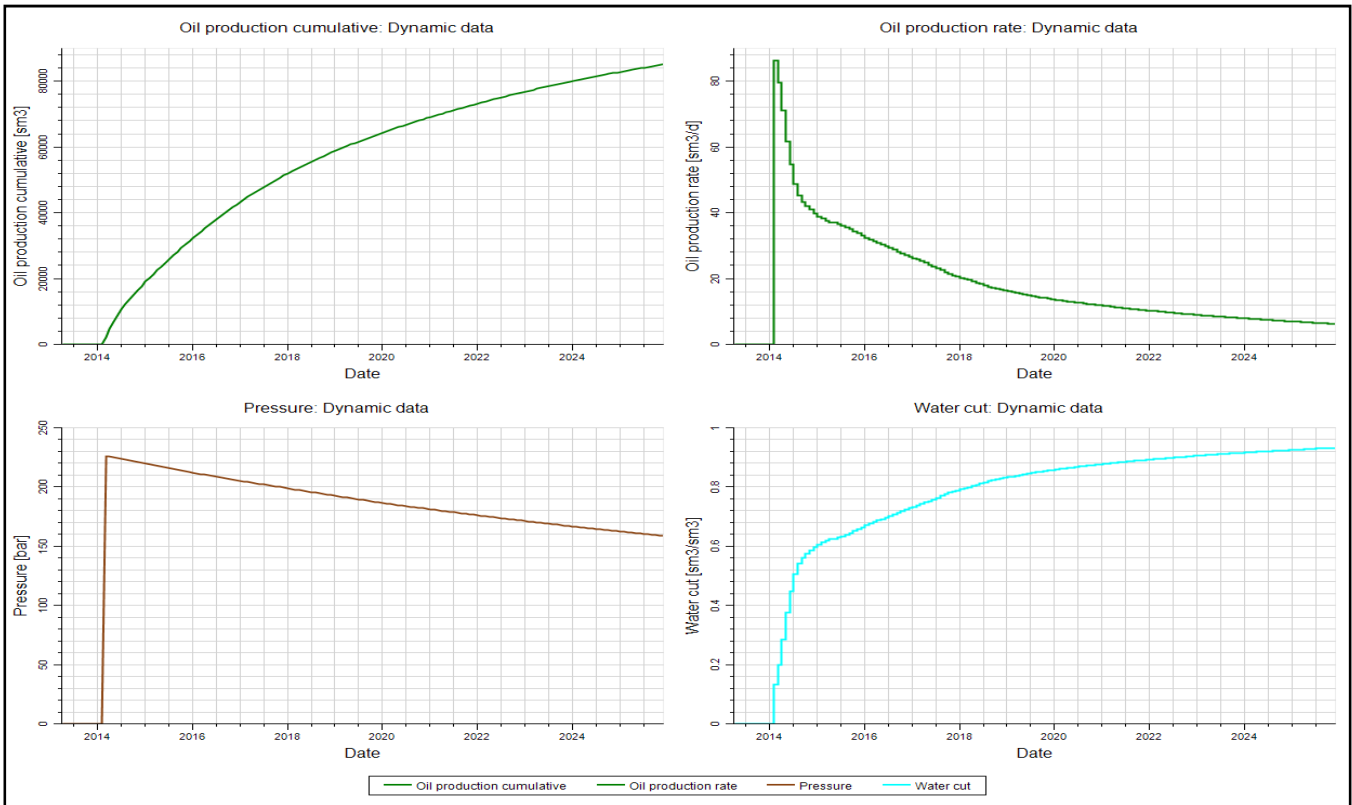 Oil production cumulative: Dynamic data
Oil production cumulative [sm3]
80000
60000
40000
20000
0
2014 2016 2018 2020 2022 2024
Date
Oil production rate: Dynamic data
Oil production rate [sm3/d]
80
60
40
20
0
2014 2016 2018 2020 2022 2024
Date
Pressure: Dynamic data
Pressure [bar]
250
200
150
100
50
0
2014 2016 2018 2020 2022 2024
Date
Water cut: Dynamic data
Water cut [sm3/sm3]
1
0.8
0.6
0.4
0.2
0
2014 2016 2018 2020 2022 2024
Date
Oil production cumulative Oil production rate Pressure Water cut